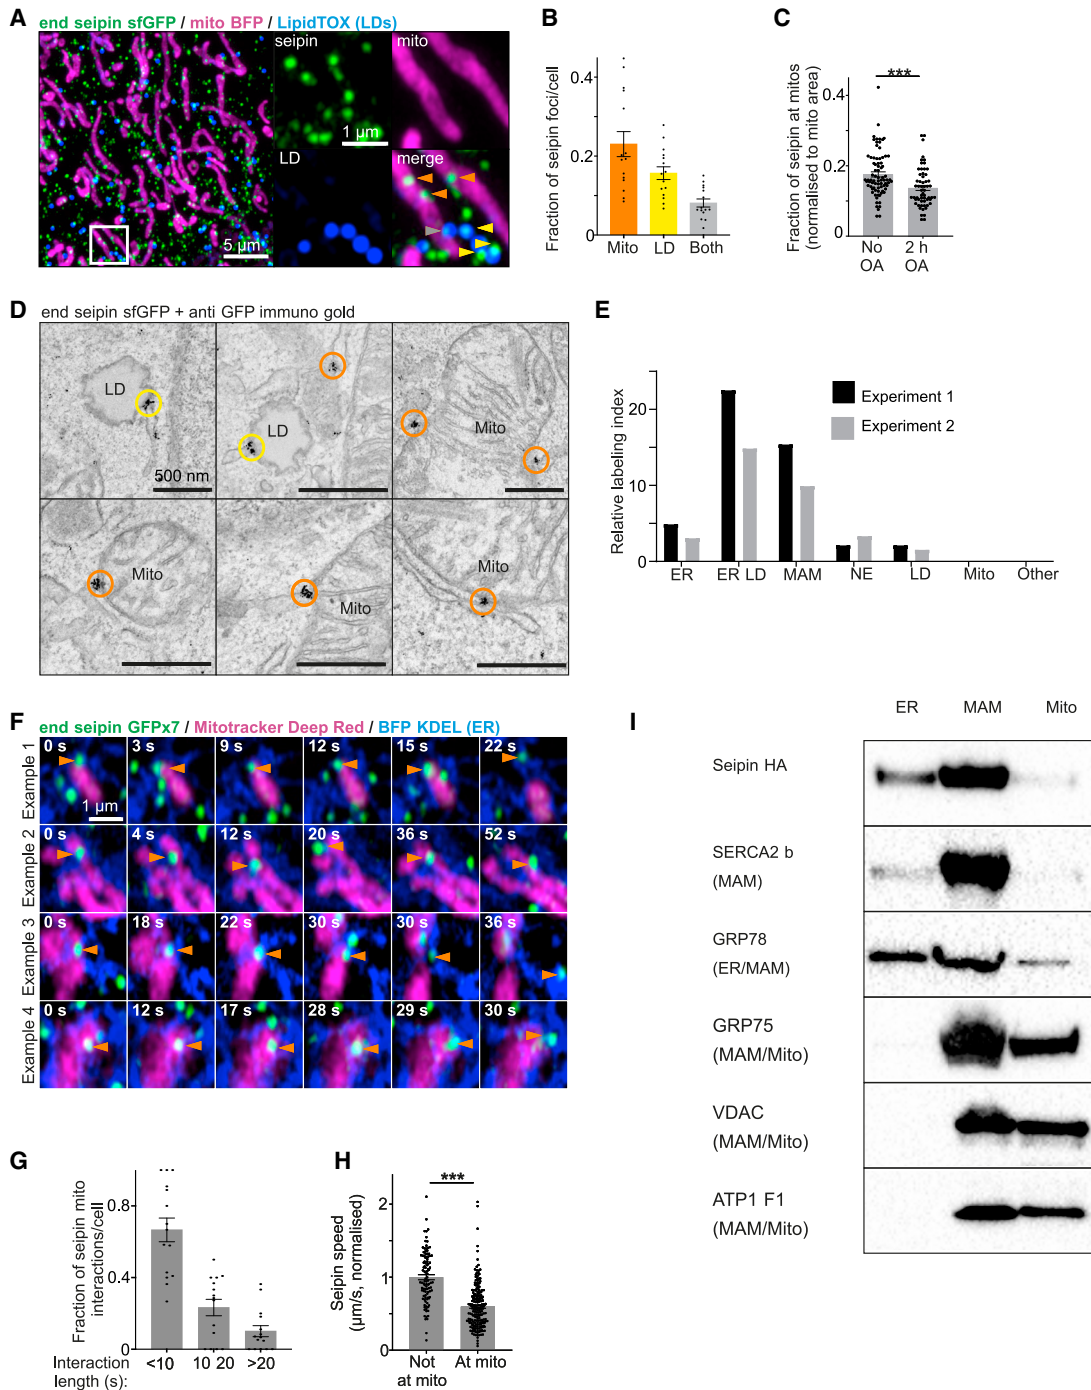 A
end seipin sfGFP / mito BFP / LipidTOX (LDs)
seipin
mito
1 µm
LD
merge
5 µm
B
Fraction of seipin foci/cell
0.4
0.2
0
Mito LD Both
C
Fraction of seipin at mitos
(normalised to mito area)
***
0.4
0.2
0
No OA
2 h OA
D
end seipin sfGFP + anti GFP immuno gold
LD
500 nm
LD
Mito
Mito
Mito
Mito
E
Relative labeling index
20
10
0
Experiment 1
Experiment 2
ER ER LD MAM NE LD Mito Other
F
end seipin GFPx7 / Mitotracker Deep Red / BFP KDEL (ER)
Example 1
0 s 3 s 9 s 12 s 15 s 22 s
1 µm
Example 2
0 s 4 s 12 s 20 s 36 s 52 s
Example 3
0 s 18 s 22 s 30 s 30 s 36 s
Example 4
0 s 12 s 17 s 28 s 29 s 30 s
G
Fraction of seipin mito
interactions/cell
0.8
0.4
0
Interaction
length (s):
<10 10 20 >20
H
Seipin speed
(µm/s, normalised)
***
2
1
0
Not at mito
At mito
I
ER MAM Mito
Seipin HA
SERCA2 b
(MAM)
GRP78
(ER/MAM)
GRP75
(MAM/Mito)
VDAC
(MAM/Mito)
ATP1 F1
(MAM/Mito)